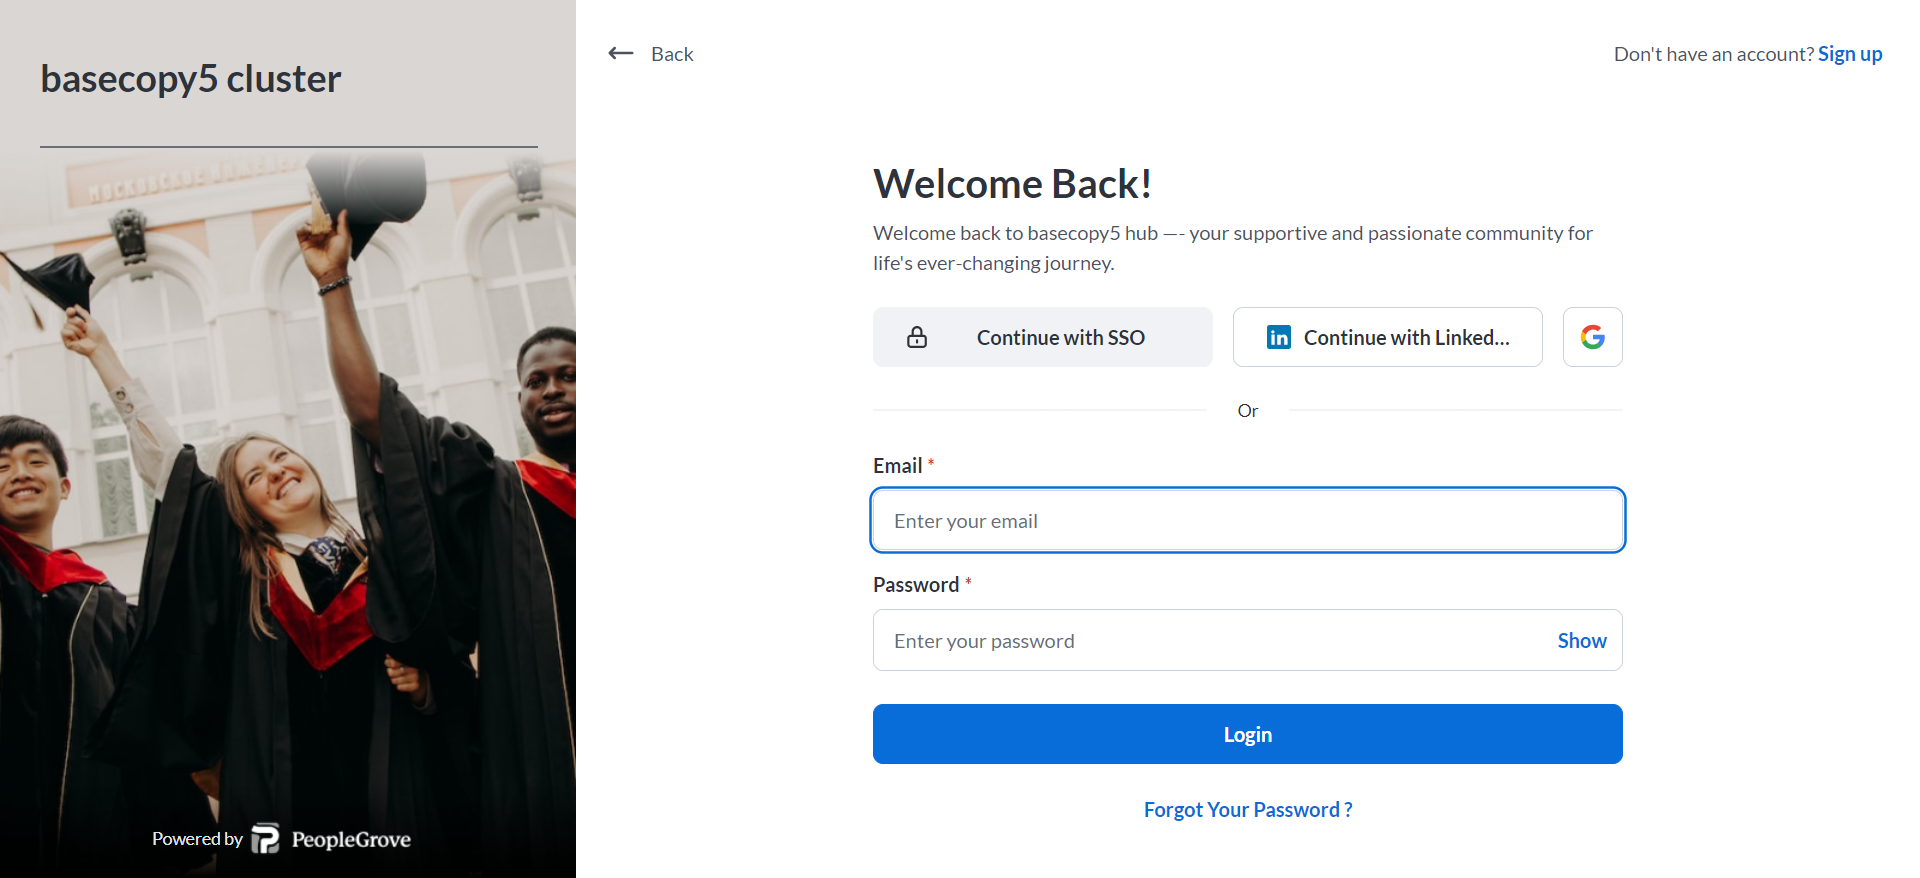 basecopy5 cluster
МОСКОВСКОЕ
Powered by PeopleGrove
Back
Don't have an account? Sign up
Welcome Back!
Welcome back to basecopy5 hub —- your supportive and passionate community for
life's ever-changing journey.
Continue with SSO
in Continue with Linked...
G
Or
Email *
Enter your email
Password *
Enter your password
Show
Login
Forgot Your Password ?